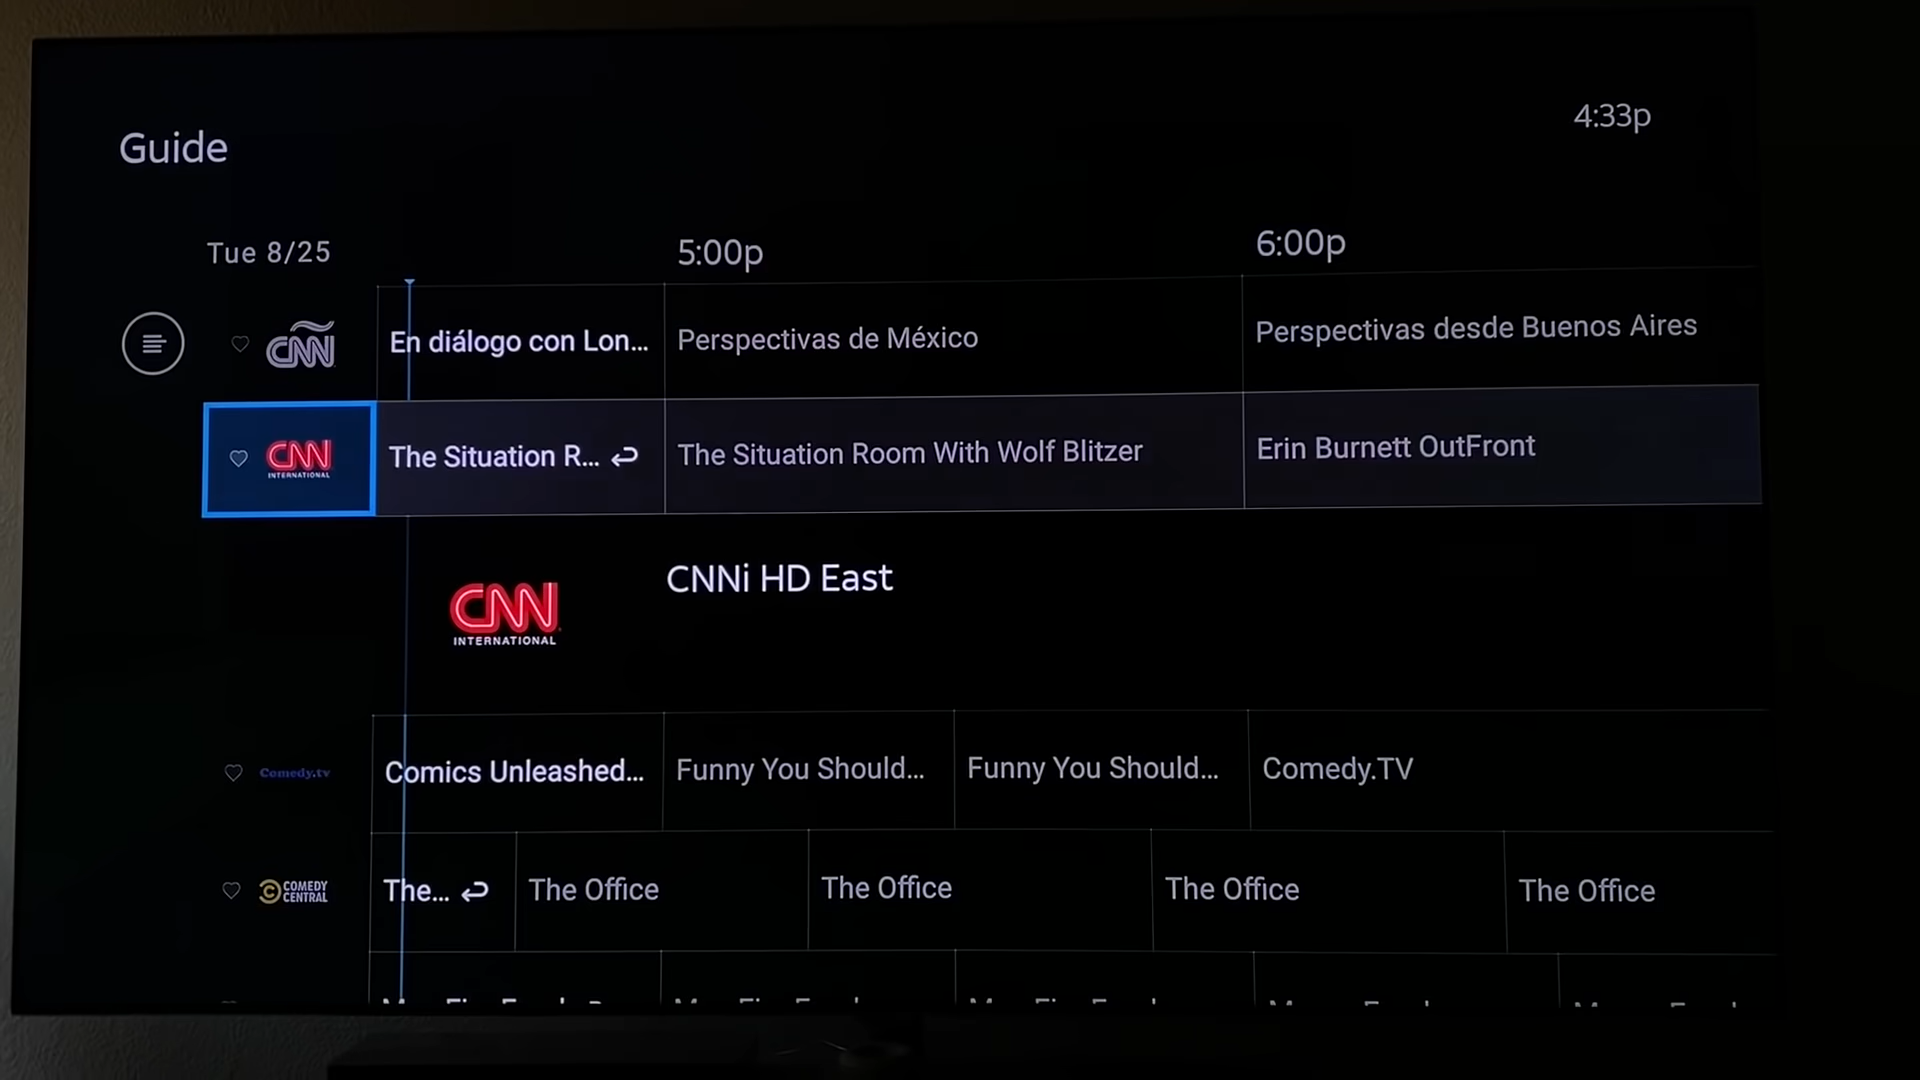 4:33p
Guide
Tue 8/25 5:00p 6:00p
CNN En diálogo con Lon... Perspectivas de México Perspectivas desde Buenos Aires
CNN INTERNATIONAL The Situation R... The Situation Room With Wolf Blitzer Erin Burnett OutFront
CNNi HD East
CNN
INTERNATIONAL
Comedy.tv Comics Unleashed... Funny You Should... Funny You Should... Comedy.TV
COMEDY CENTRAL The... The Office The Office The Office The Office